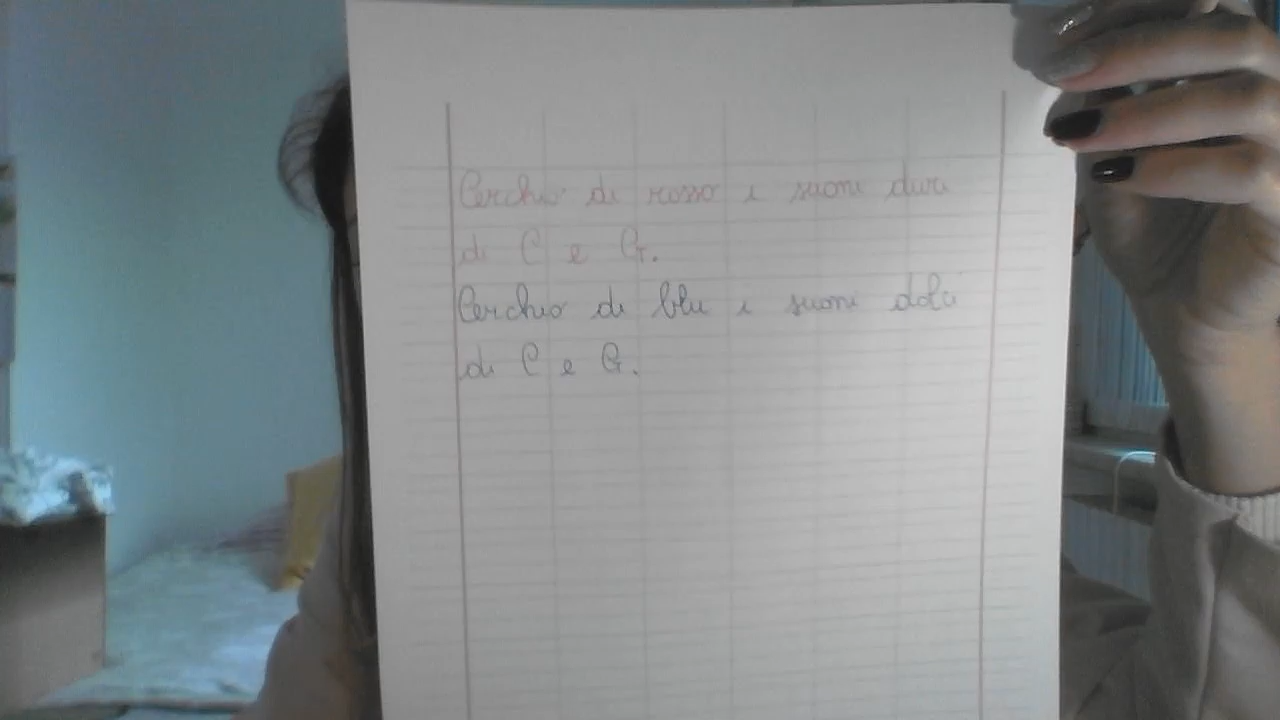 Cerchio di rosso i suoni duri
di C e G.
Cerchio di blu i suoni dolci
di C e G.